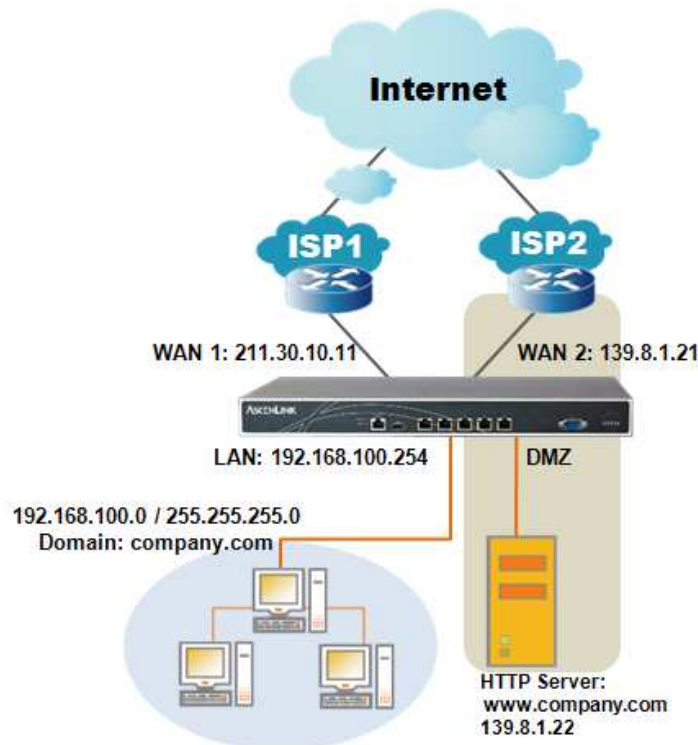 Internet
ISP1
ISP2
WAN 1: 211.30.10.11
WAN 2: 139.8.1.21
ASCENLINK
LAN: 192.168.100.254
DMZ
192.168.100.0 / 255.255.255.0
Domain: company.com
HTTP Server:
www.company.com
139.8.1.22